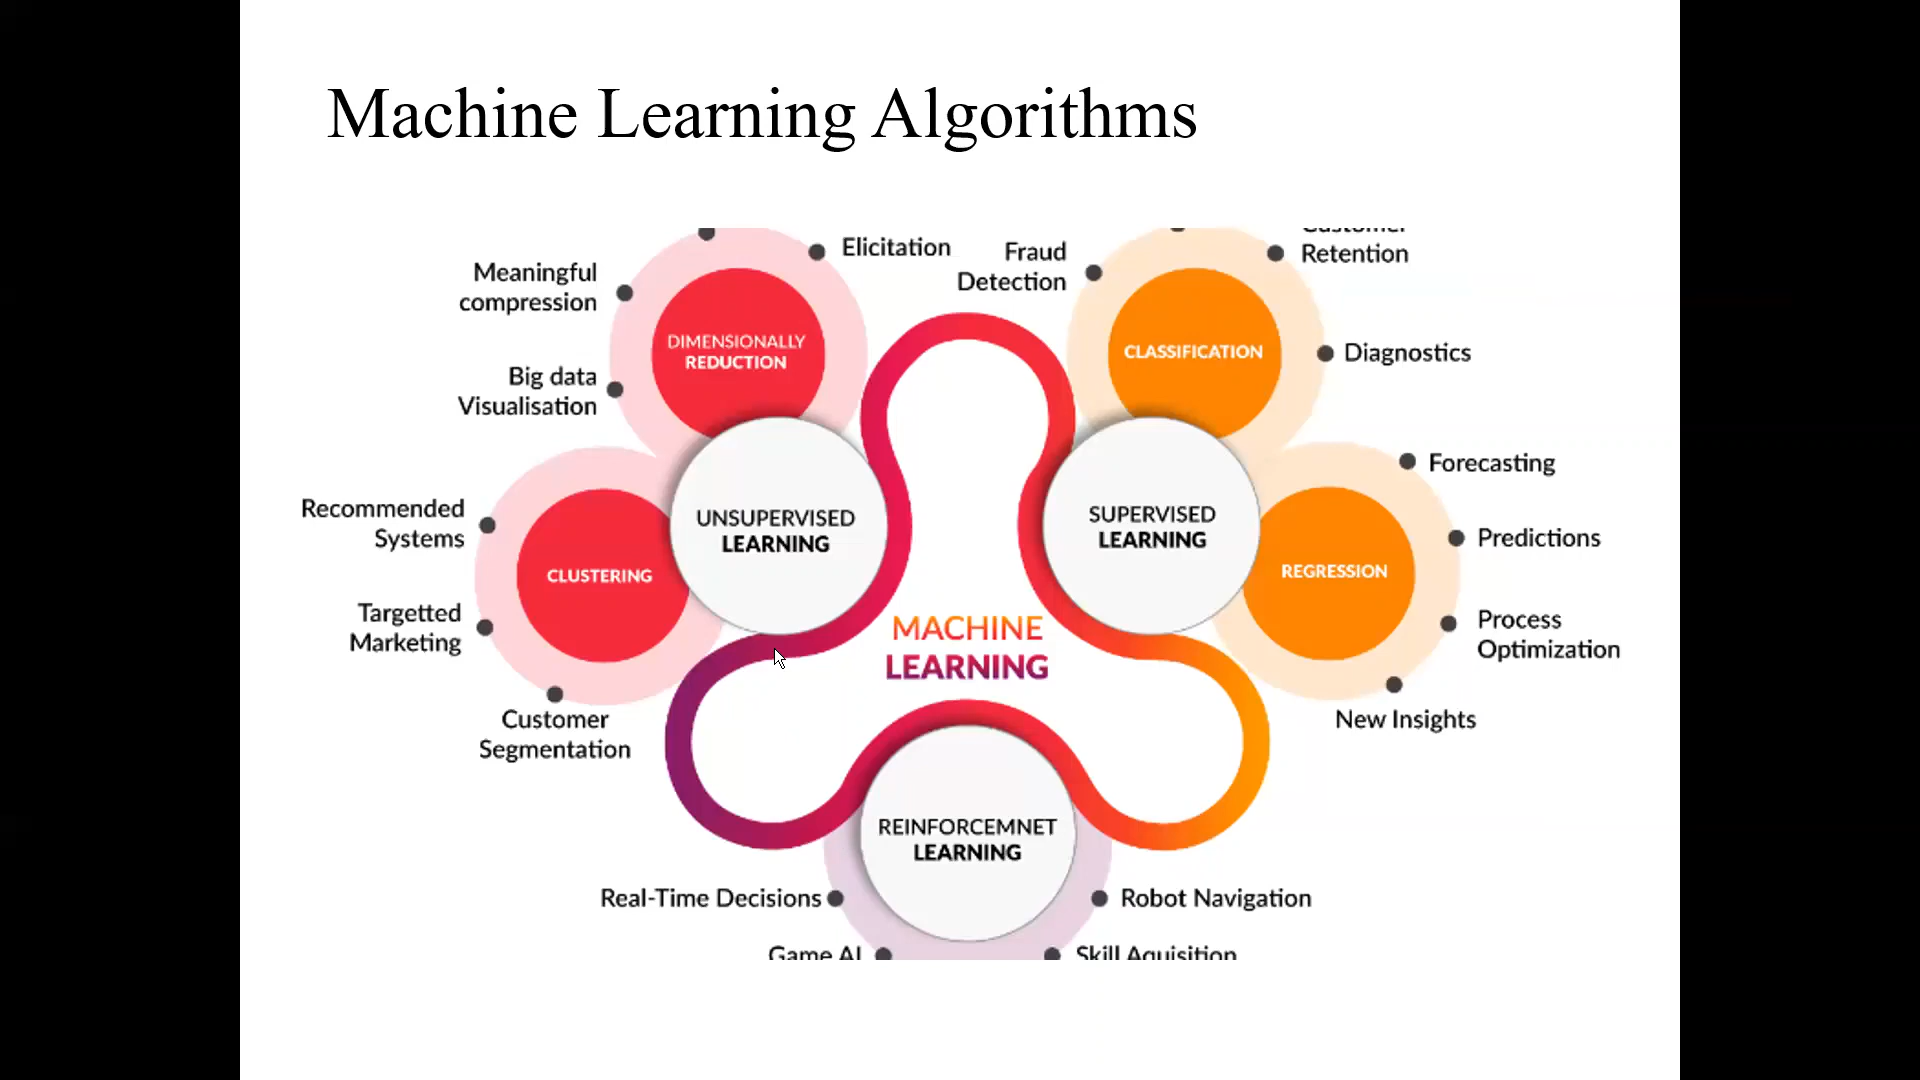 Machine Learning Algorithms
Elicitation
Meaningful
compression
DIMENSIONALLY
REDUCTION
Big data
Visualisation
Fraud
Detection
Customer
Retention
CLASSIFICATION
Diagnostics
Recommended
Systems
UNSUPERVISED
LEARNING
CLUSTERING
Targetted
Marketing
Customer
Segmentation
SUPERVISED
LEARNING
Forecasting
REGRESSION
Predictions
Process
Optimization
New Insights
MACHINE
LEARNING
REINFORCEMNET
LEARNING
Real-Time Decisions
Robot Navigation
Game AI
Skill Aquisition